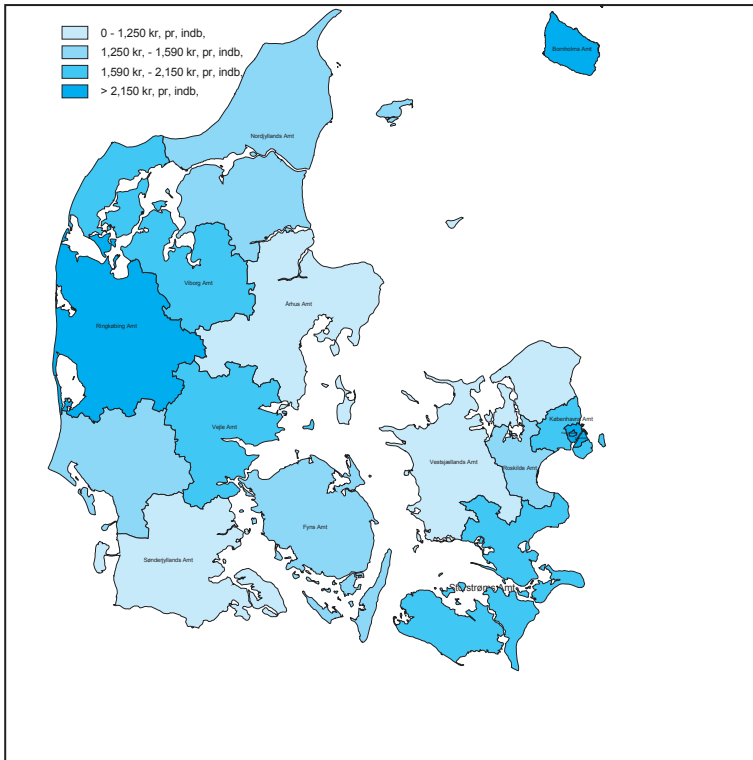 0 - 1,250 kr, pr, indb,
1,250 kr, - 1,590 kr, pr, indb,
1,590 kr, - 2,150 kr, pr, indb,
> 2,150 kr, pr, indb,
Bornholms Amt
Nordjyllands Amt
Viborg Amt
Århus Amt
Ringkøbing Amt
Københavns Amt
Vejle Amt
Vestsjællands Amt
Roskilde Amt
Fyns Amt
Sønderjyllands Amt
Storstrøms Amt